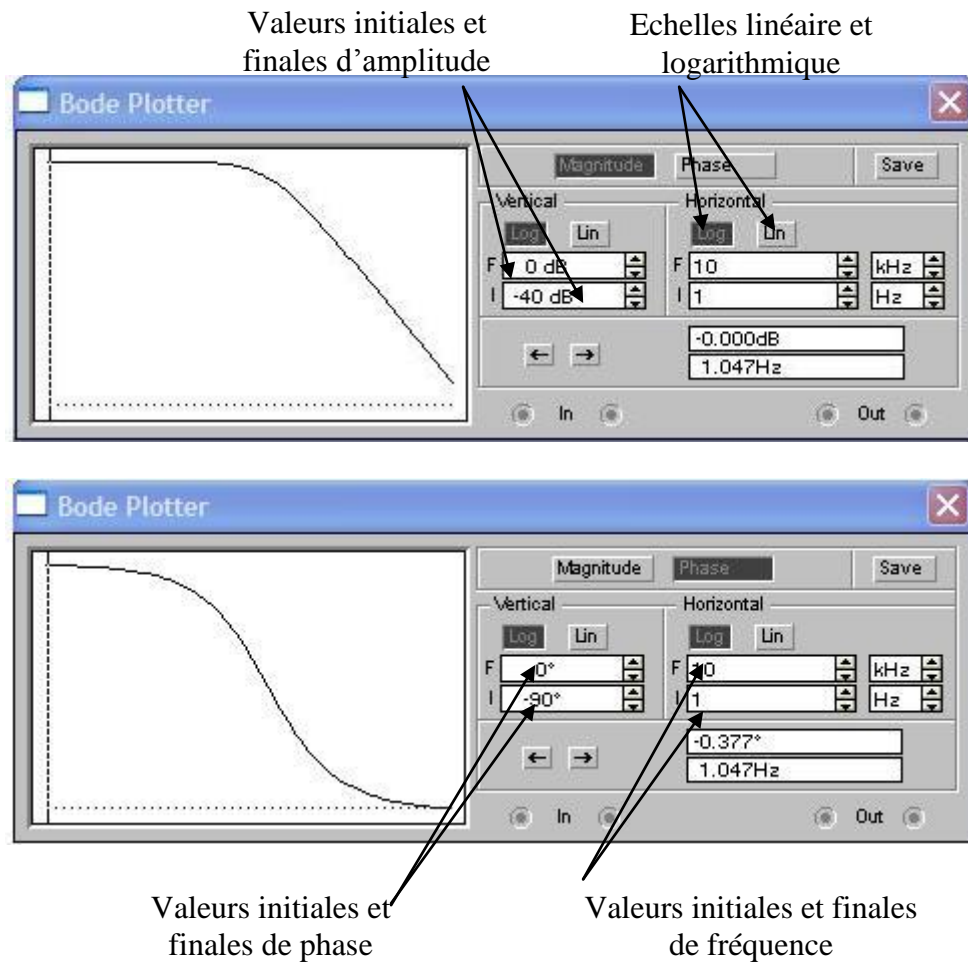 Valeurs initiales et
finales d'amplitude
Echelles linéaire et
logarithmique
Bode Plotter
Magnitude Phase Save
Vertical Horizontal
Log Lin Log Lin
F 0 dB F 10 kHz
I -40 dB I 1 Hz
-0.000dB
1.047Hz
In Out
Bode Plotter
Magnitude Phase Save
Vertical Horizontal
Log Lin Log Lin
F 0° F 10 kHz
I -90° I 1 Hz
-0.377°
1.047Hz
In Out
Valeurs initiales et
finales de phase
Valeurs initiales et finales
de fréquence